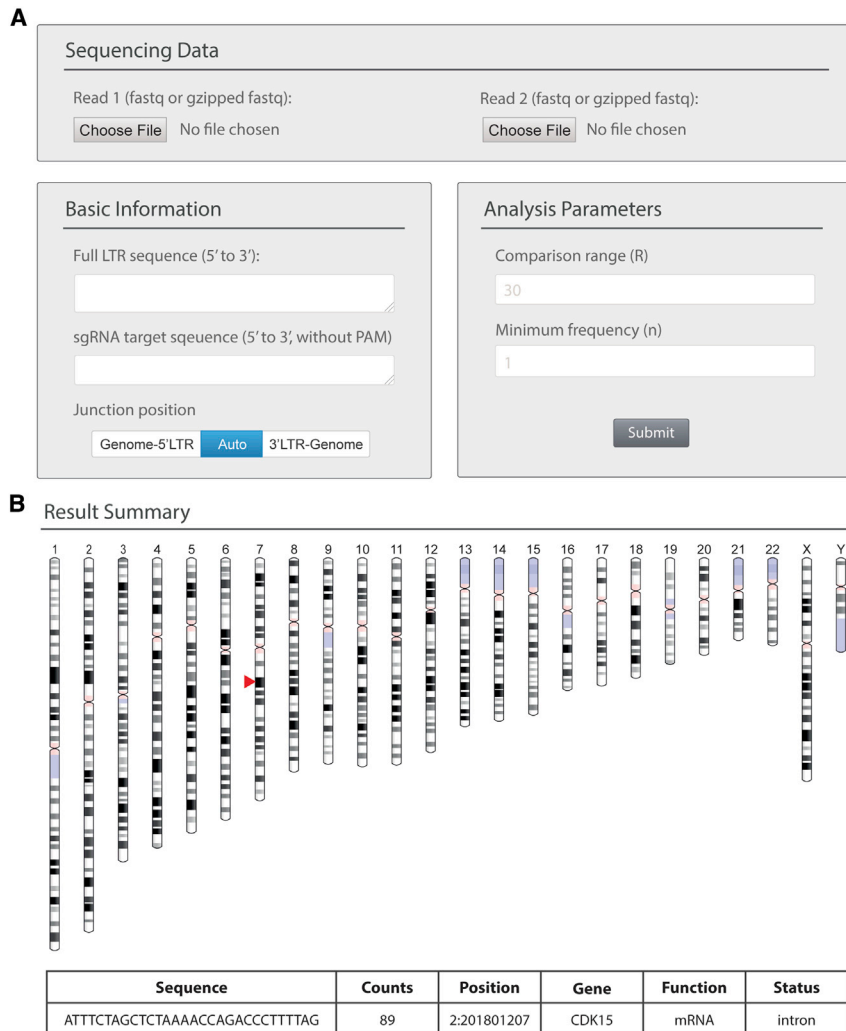 A
Sequencing Data
Read 1 (fastq or gzipped fastq):
Choose File No file chosen
Read 2 (fastq or gzipped fastq):
Choose File No file chosen
Basic Information
Full LTR sequence (5′ to 3′):
sgRNA target sqeuence (5′ to 3′, without PAM)
Junction position
Genome-5′LTR Auto 3′LTR-Genome
Analysis Parameters
Comparison range (R)
30
Minimum frequency (n)
1
Submit
B
Result Summary
1 2 3 4 5 6 7 8 9 10 11 12 13 14 15 16 17 18 19 20 21 22 X Y
Sequence Counts Position Gene Function Status
ATTTCTAGCTCTAAAACCAGACCCTTTTAG 89 2:201801207 CDK15 mRNA intron